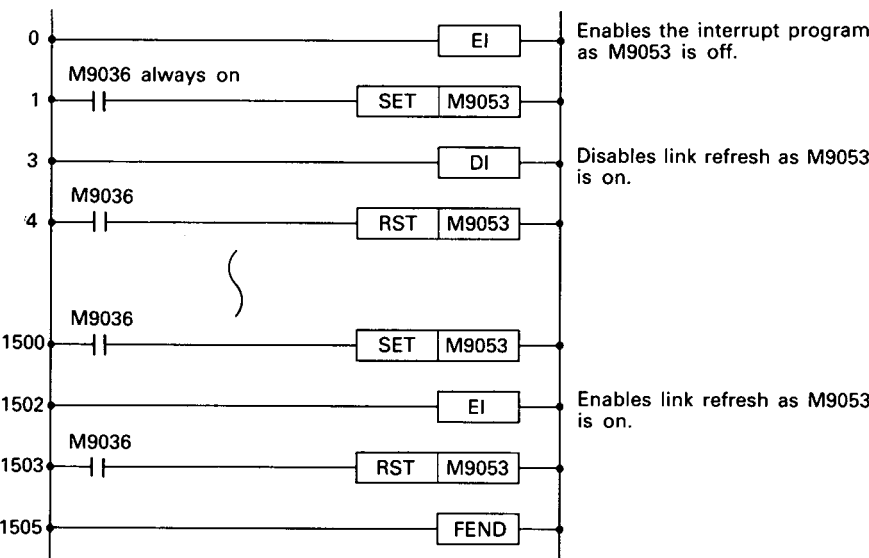 0 EI Enables the interrupt program
as M9053 is off.
M9036 always on
1 SET M9053
3 DI Disables link refresh as M9053
is on.
M9036
4 RST M9053
M9036
1500 SET M9053
1502 EI Enables link refresh as M9053
is on.
M9036
1503 RST M9053
1505 FEND